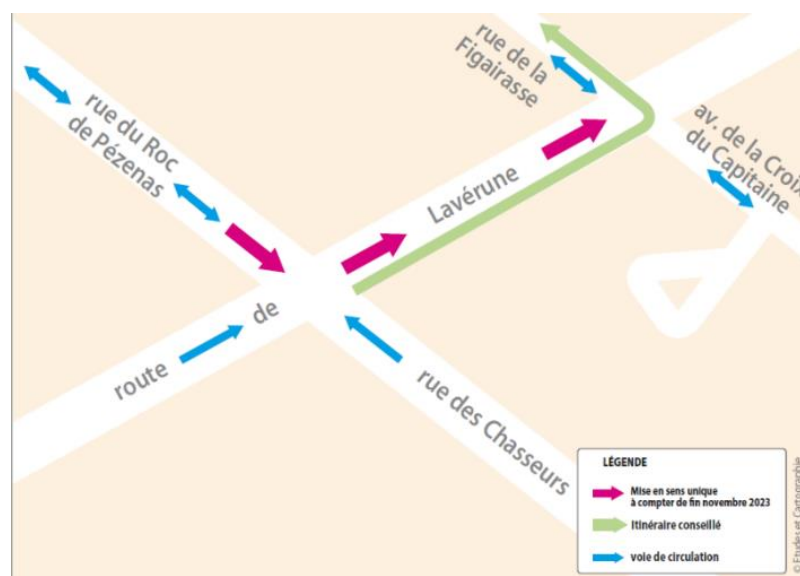 rue de la
Figairasse
rue du Roc
de Pézenas
av. de la Croix
du Capitaine
Lavérune
de
route
rue des Chasseurs
LÉGENDE
Mise en sens unique
à compter de fin novembre 2023
Itinéraire conseillé
voie de circulation
© Etudes et Cartographie